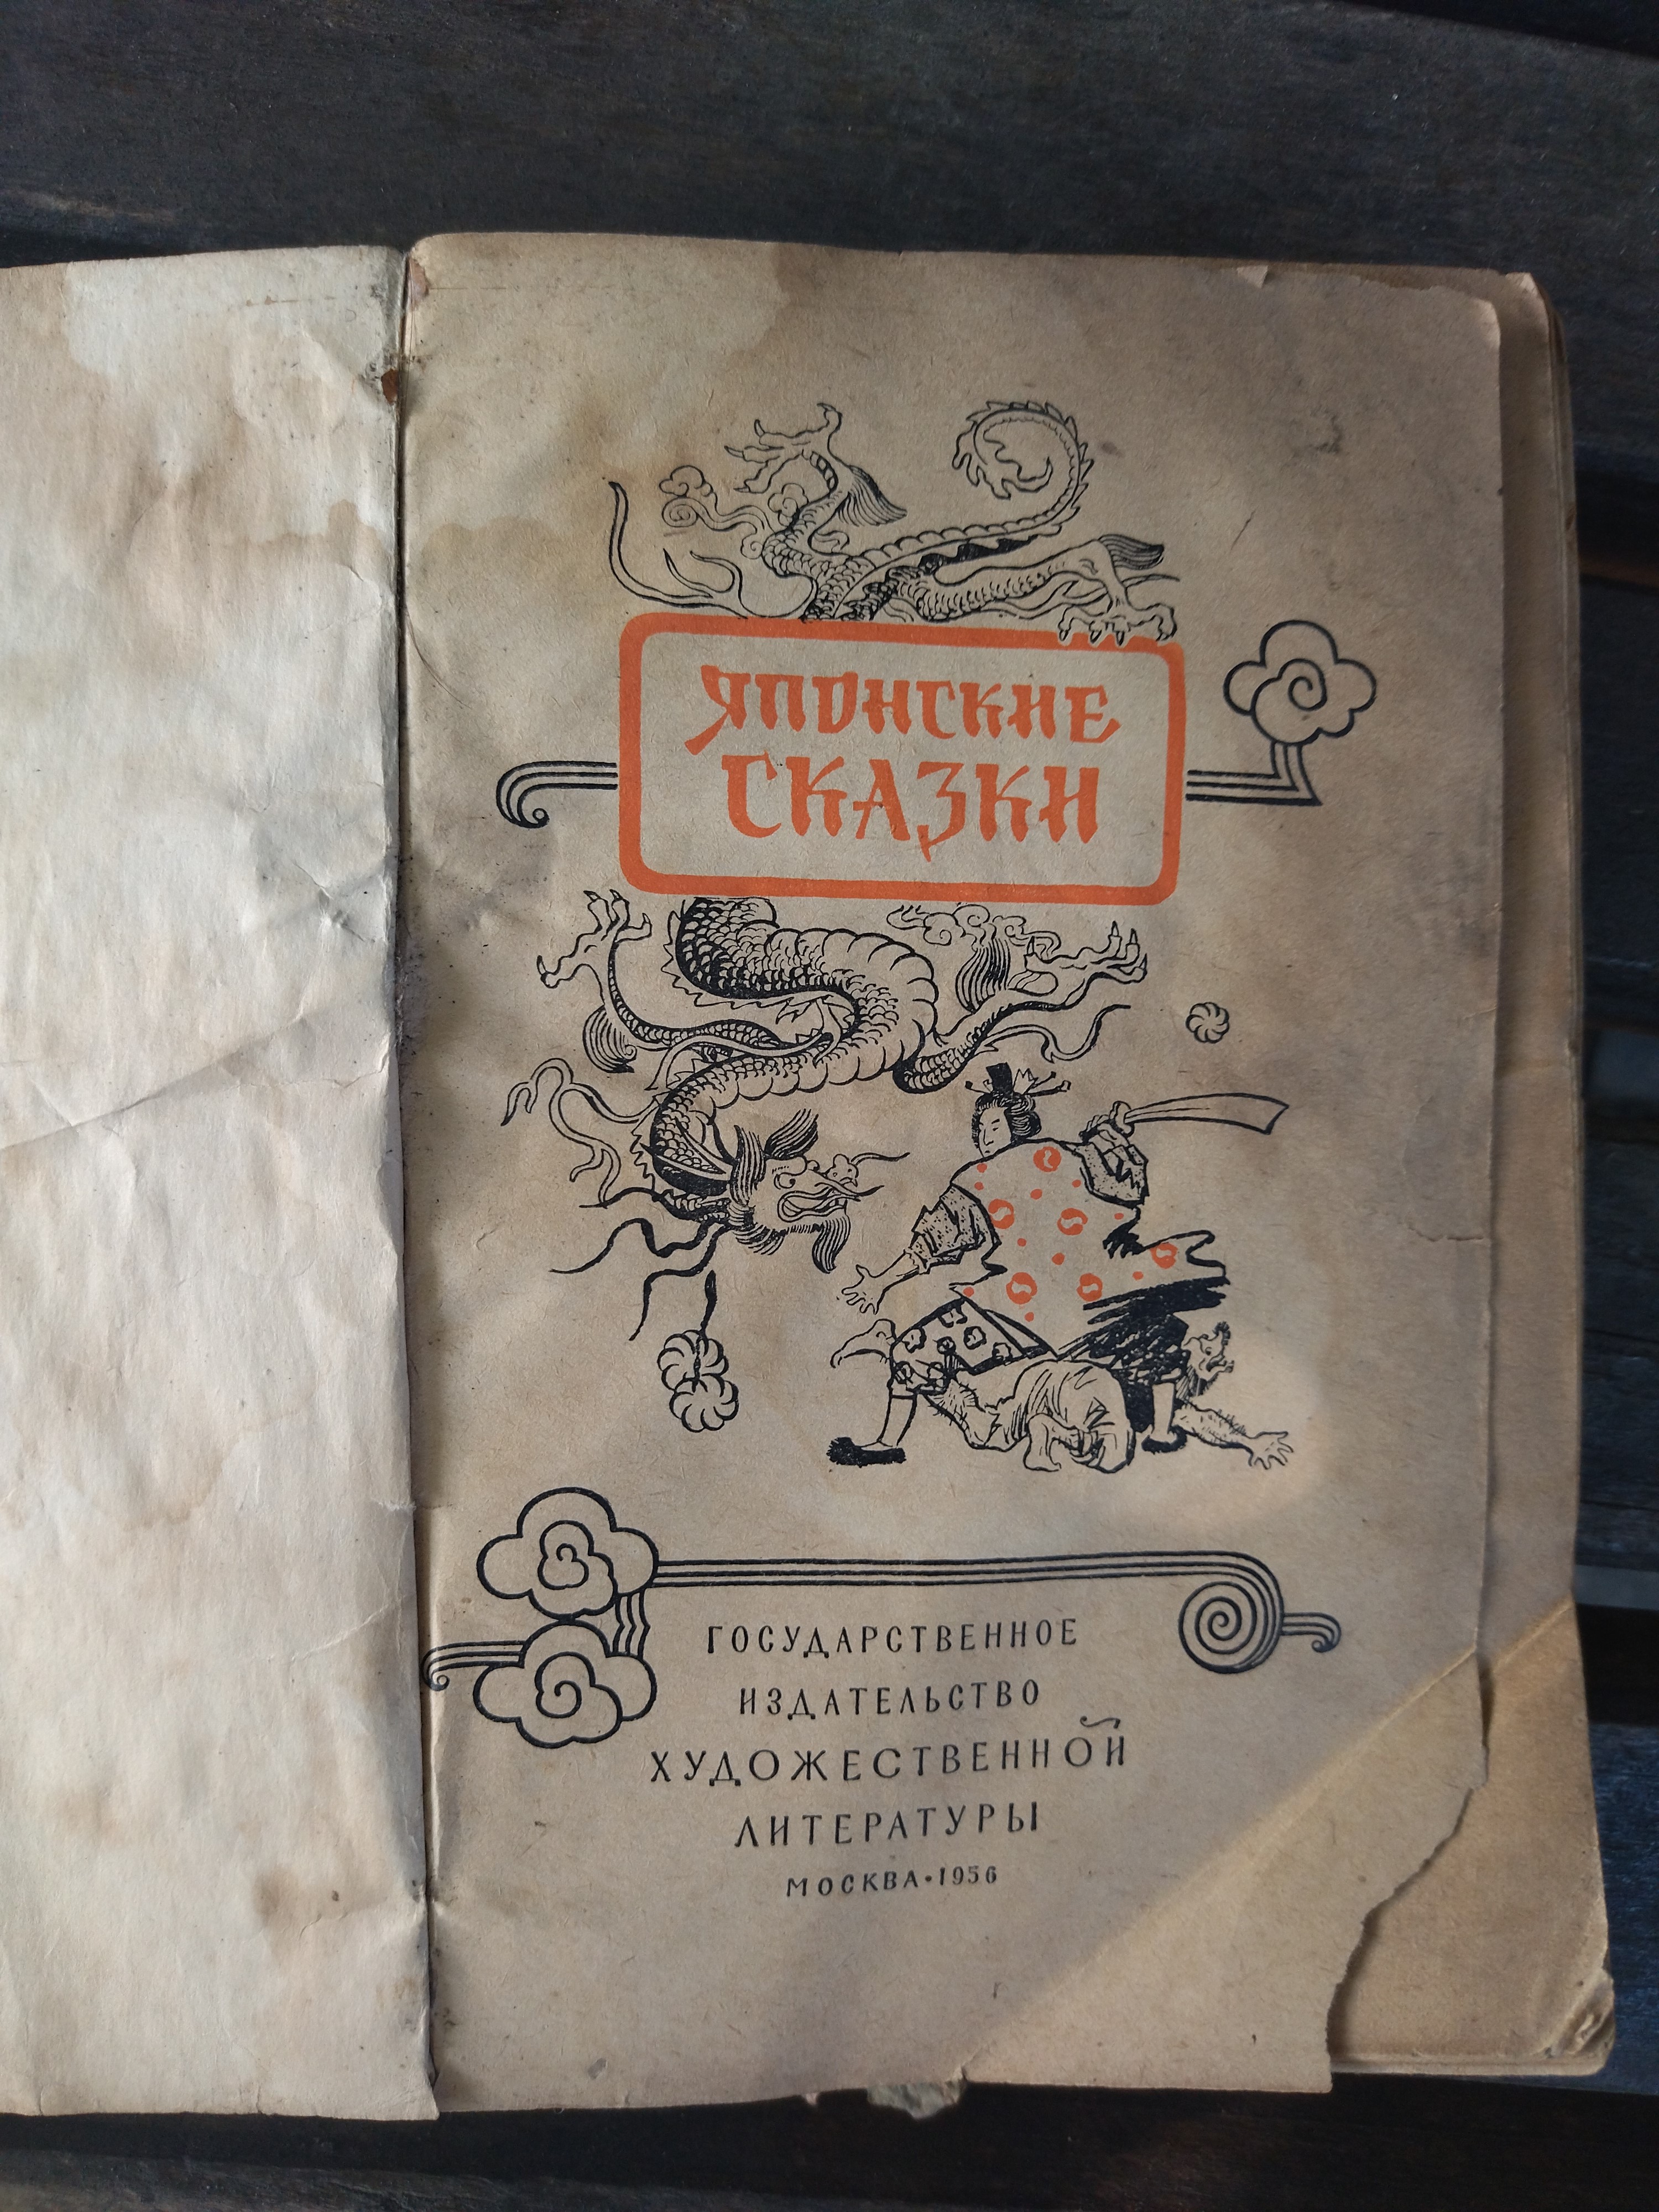 ЯПОНСКИЕ
СКАЗКИ
ГОСУДАРСТВЕННОЕ
ИЗДАТЕЛЬСТВО
ХУДОЖЕСТВЕННОЙ
ЛИТЕРАТУРЫ
МОСКВА·1956